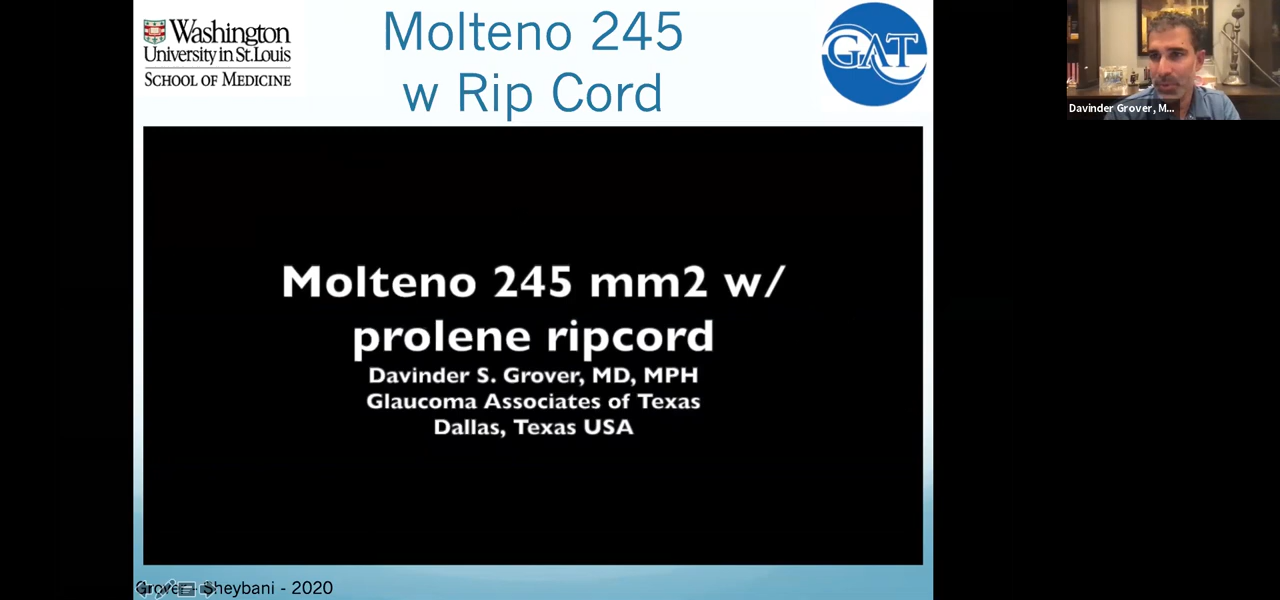 Washington
University in St.Louis
SCHOOL OF MEDICINE
Molteno 245
w Rip Cord
GAT
Davinder Grover, M...
Molteno 245 mm2 w/
prolene ripcord
Davinder S. Grover, MD, MPH
Glaucoma Associates of Texas
Dallas, Texas USA
Grover - Sheybani - 2020